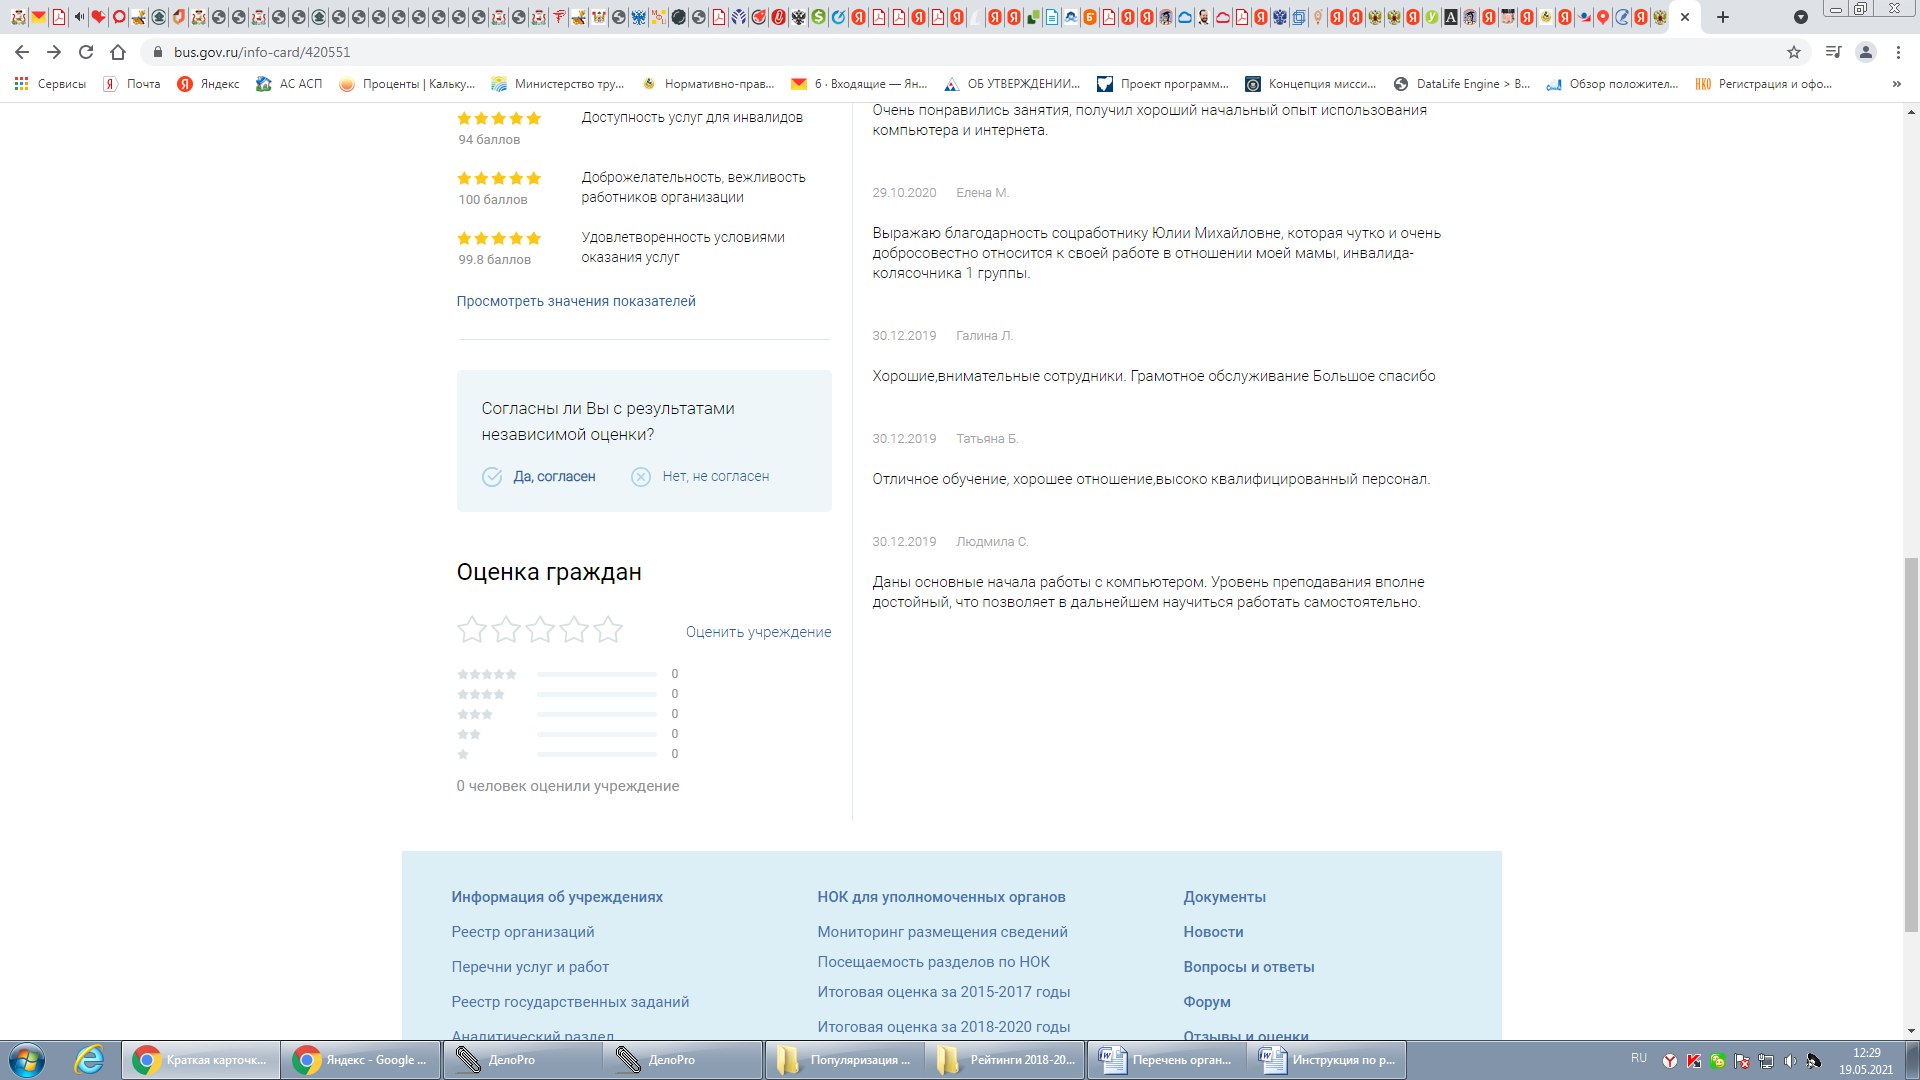 bus.gov.ru/info-card/420551
Сервисы
Почта
Яндекс
АС АСП
Проценты | Кальку...
Министерство тру...
Нормативно-прав...
6 · Входящие — Ян...
ОБ УТВЕРЖДЕНИИ...
Проект программ...
Концепция мисси...
DataLife Engine > В...
Обзор положител...
Регистрация и офо...
»
Доступность услуг для инвалидов
94 баллов
Доброжелательность, вежливость
работников организации
100 баллов
Удовлетворенность условиями
оказания услуг
99.8 баллов
Просмотреть значения показателей
Согласны ли Вы с результатами
независимой оценки?
Да, согласен
Нет, не согласен
Оценка граждан
Оценить учреждение
0
0
0
0
0
0 человек оценили учреждение
Очень понравились занятия, получил хороший начальный опыт использования
компьютера и интернета.
29.10.2020 Елена М.
Выражаю благодарность соцработнику Юлии Михайловне, которая чутко и очень
добросовестно относится к своей работе в отношении моей мамы, инвалида-
колясочника 1 группы.
30.12.2019 Галина Л.
Хорошие,внимательные сотрудники. Грамотное обслуживание Большое спасибо
30.12.2019 Татьяна Б.
Отличное обучение, хорошее отношение,высоко квалифицированный персонал.
30.12.2019 Людмила С.
Даны основные начала работы с компьютером. Уровень преподавания вполне
достойный, что позволяет в дальнейшем научиться работать самостоятельно.
Информация об учреждениях
Реестр организаций
Перечни услуг и работ
Реестр государственных заданий
Аналитический раздел
НОК для уполномоченных органов
Мониторинг размещения сведений
Посещаемость разделов по НОК
Итоговая оценка за 2015-2017 годы
Итоговая оценка за 2018-2020 годы
Документы
Новости
Вопросы и ответы
Форум
Отзывы и оценки
Краткая карточк...
Яндекс - Google ...
ДелоPro
ДелоPro
Популяризация ...
Рейтинги 2018-20...
Перечень орган...
Инструкция по р...
RU
12:29
19.05.2021